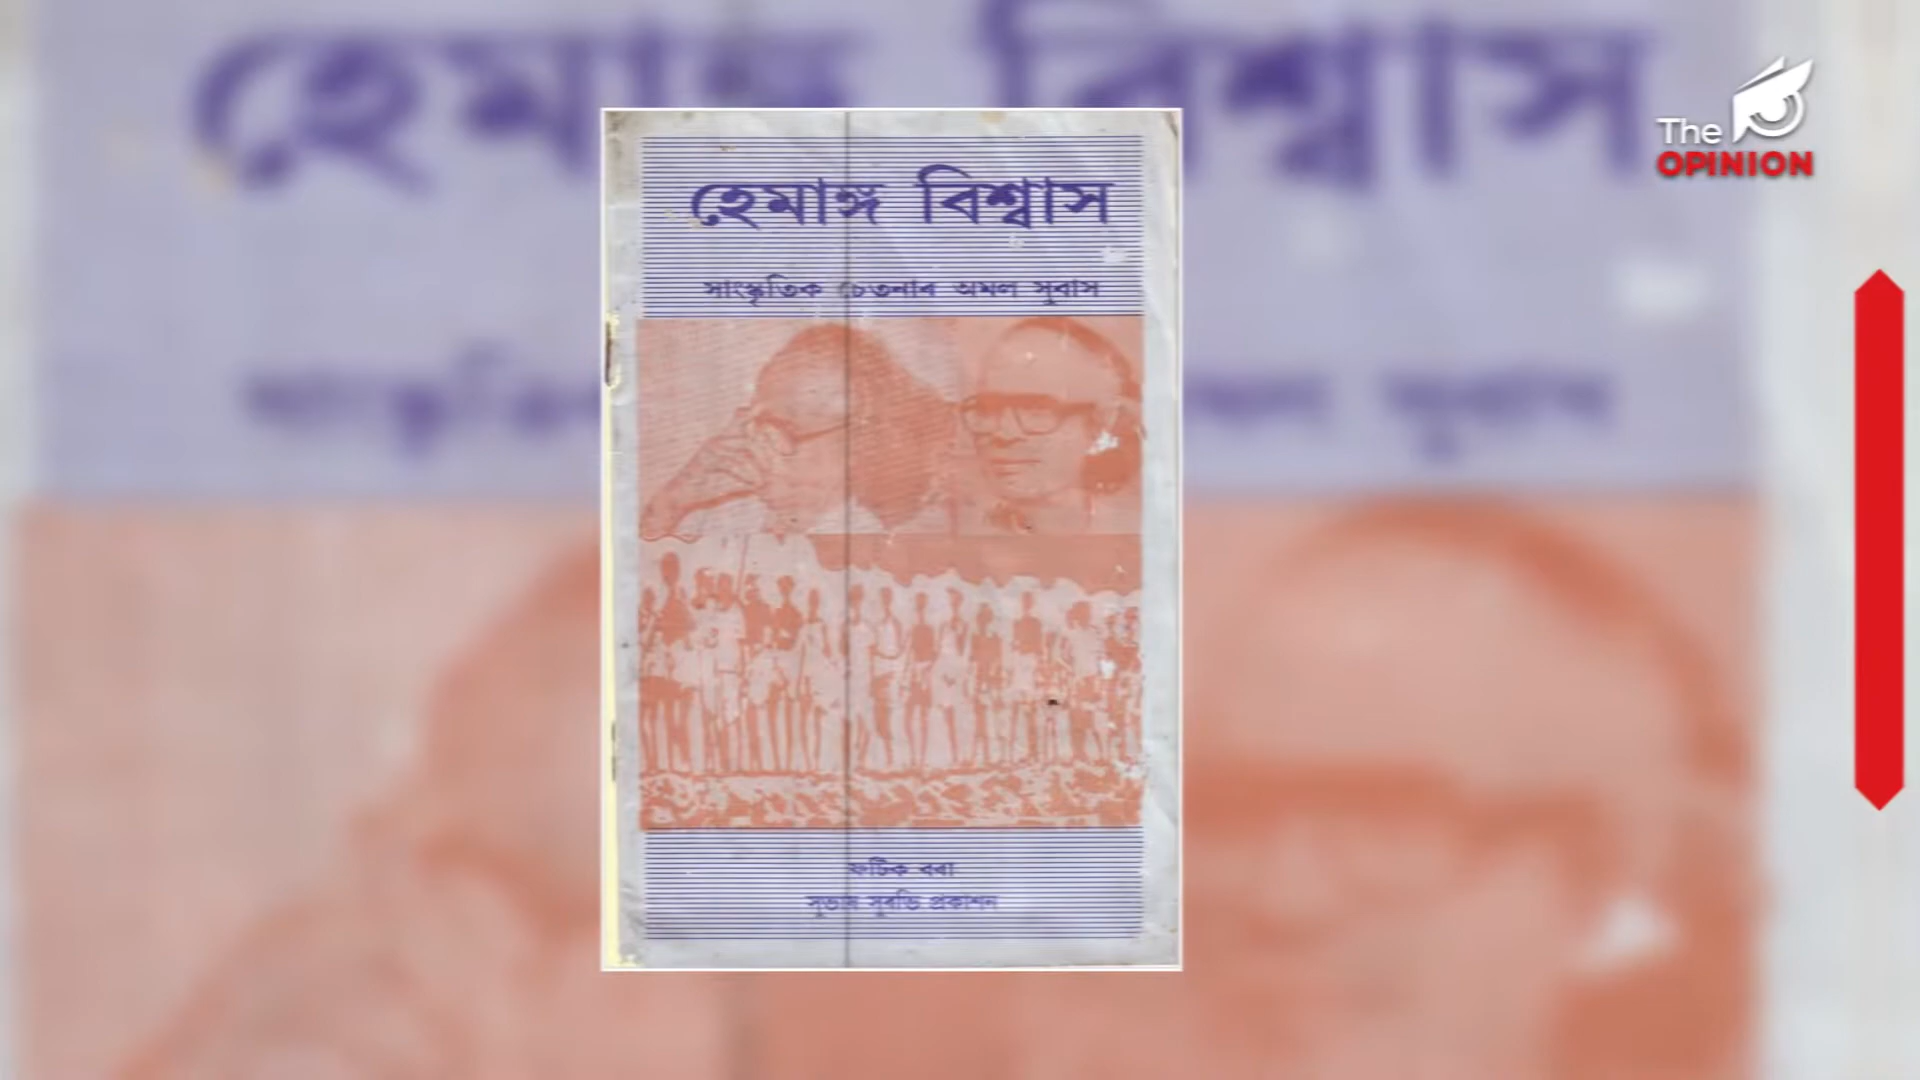 হেমাঙ্গ বিশ্বাস
সাংস্কৃতিক চেতনাৰ অমল সুবাস
ফটিক বৰা
সুভাষ সুৰভি প্ৰকাশন
The
OPINION